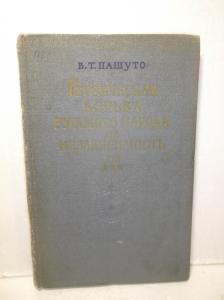 В.Т.ПАШУТО
ГЕРОИЧЕСКАЯ
БОРЬБА
РУССКОГО НАРОДА
ЗА
НЕЗАВИСИМОСТЬ